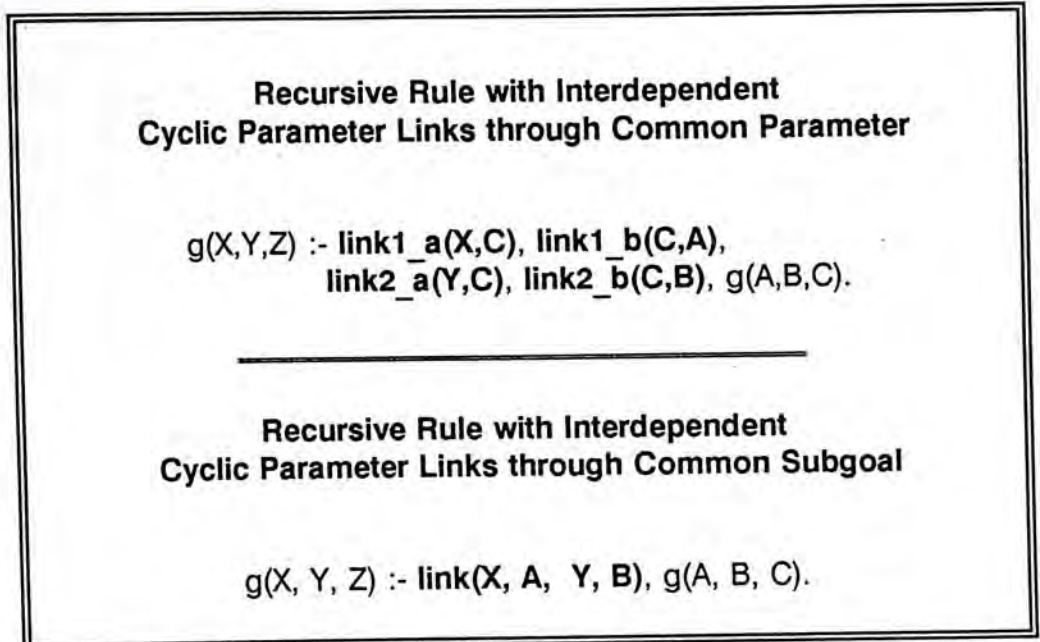 Recursive Rule with Interdependent
Cyclic Parameter Links through Common Parameter
g(X,Y,Z) :- link1_a(X,C), link1_b(C,A),
link2_a(Y,C), link2_b(C,B), g(A,B,C).
Recursive Rule with Interdependent
Cyclic Parameter Links through Common Subgoal
g(X, Y, Z) :- link(X, A, Y, B), g(A, B, C).